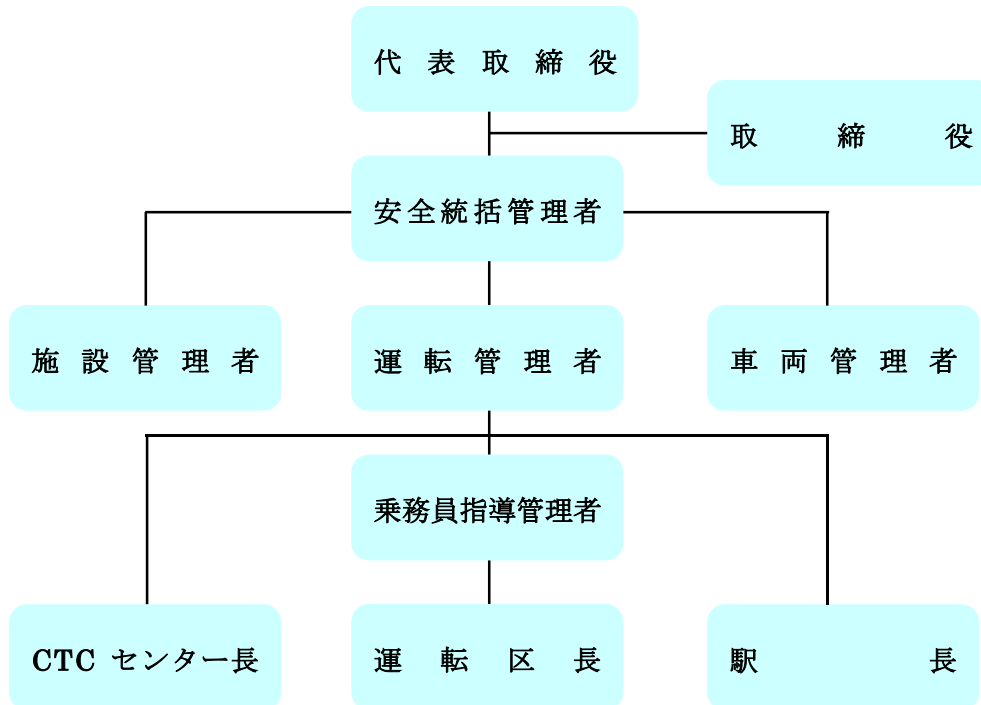 代表取締役
取締役
安全統括管理者
施設管理者
運転管理者
車両管理者
乗務員指導管理者
CTC センター長
運転区長
駅長